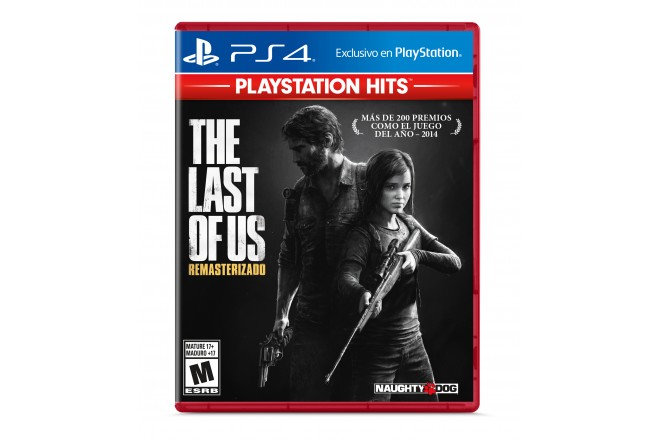 PS4
Exclusivo en PlayStation®
PLAYSTATION HITS
MÁS DE 200 PREMIOS
COMO EL JUEGO
DEL AÑO - 2014
THE
LAST
OF US
REMASTERIZADO
MATURE 17+
MADURO +17
M
ESRB
NAUGHTY DOG